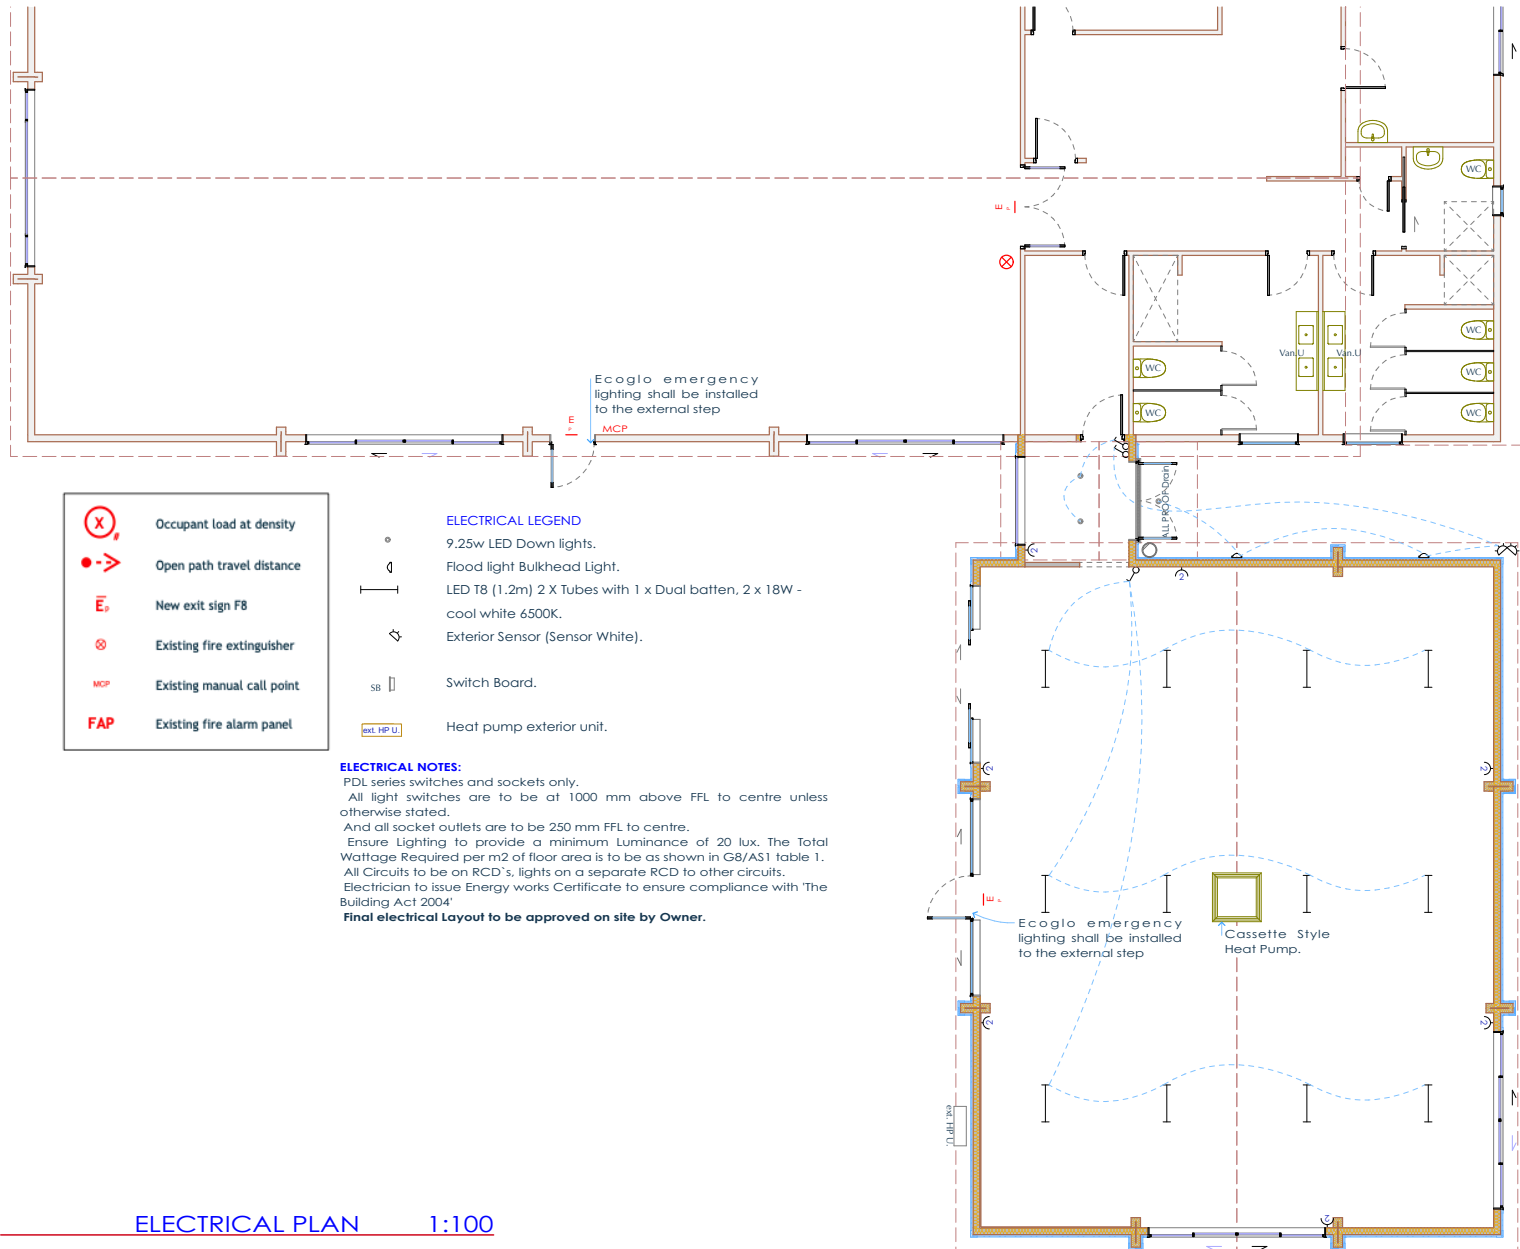 WC
E
P
Van.U
Van.U
WC
WC
WC
WC
WC
Ecoglo emergency
lighting shall be installed
to the external step
E
P
MCP
ALL PROOF Drain
2
2
X
#
Occupant load at density
Open path travel distance
E P
New exit sign F8
Existing fire extinguisher
MCP
Existing manual call point
FAP
Existing fire alarm panel
ELECTRICAL LEGEND
9.25w LED Down lights.
Flood light Bulkhead Light.
LED T8 (1.2m) 2 X Tubes with 1 x Dual batten, 2 x 18W -
cool white 6500K.
Exterior Sensor (Sensor White).
SB
Switch Board.
ext. HP U.
Heat pump exterior unit.
ELECTRICAL NOTES:
PDL series switches and sockets only.
All light switches are to be at 1000 mm above FFL to centre unless
otherwise stated.
And all socket outlets are to be 250 mm FFL to centre.
Ensure Lighting to provide a minimum Luminance of 20 lux. The Total
Wattage Required per m2 of floor area is to be as shown in G8/AS1 table 1.
All Circuits to be on RCD`s, lights on a separate RCD to other circuits.
Electrician to issue Energy works Certificate to ensure compliance with 'The
Building Act 2004'
Final electrical Layout to be approved on site by Owner.
2
2
E
P
Ecoglo emergency
lighting shall be installed
to the external step
Cassette Style
Heat Pump.
2
2
ext. HP U.
2
ELECTRICAL PLAN 1:100